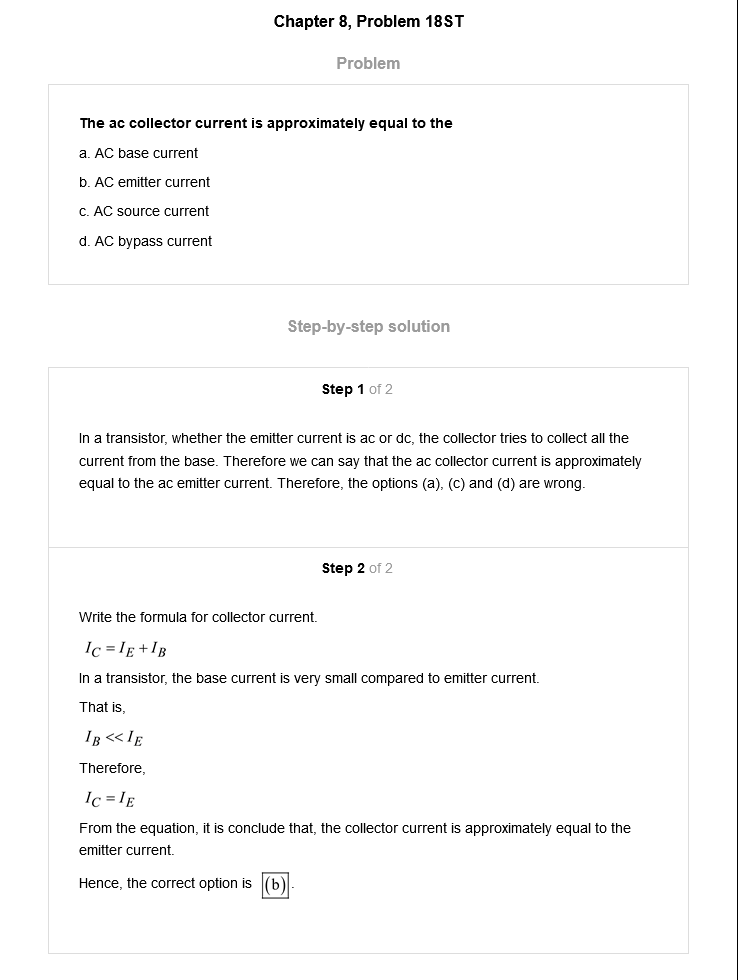 Chapter 8, Problem 18ST
Problem
The ac collector current is approximately equal to the
a. AC base current
b. AC emitter current
c. AC source current
d. AC bypass current
Step-by-step solution
Step 1 of 2
In a transistor, whether the emitter current is ac or dc, the collector tries to collect all the
current from the base. Therefore we can say that the ac collector current is approximately
equal to the ac emitter current. Therefore, the options (a), (c) and (d) are wrong.
Step 2 of 2
Write the formula for collector current.
I_C = I_E + I_B
In a transistor, the base current is very small compared to emitter current.
That is,
I_B << I_E
Therefore,
I_C = I_E
From the equation, it is conclude that, the collector current is approximately equal to the
emitter current.
Hence, the correct option is (b).